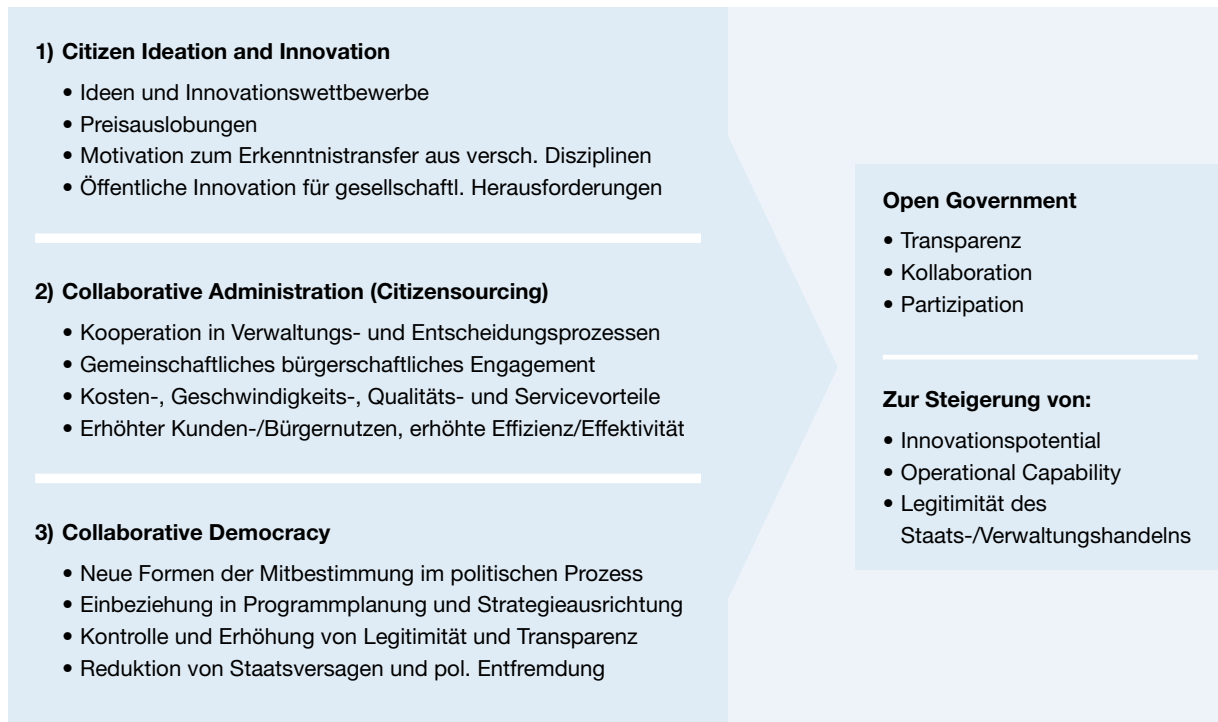 1) Citizen Ideation and Innovation
• Ideen und Innovationswettbewerbe
• Preisauslobungen
• Motivation zum Erkenntnistransfer aus versch. Disziplinen
• Öffentliche Innovation für gesellschaftl. Herausforderungen
2) Collaborative Administration (Citizensourcing)
• Kooperation in Verwaltungs- und Entscheidungsprozessen
• Gemeinschaftliches bürgerschaftliches Engagement
• Kosten-, Geschwindigkeits-, Qualitäts- und Servicevorteile
• Erhöhter Kunden-/Bürgernutzen, erhöhte Effizienz/Effektivität
3) Collaborative Democracy
• Neue Formen der Mitbestimmung im politischen Prozess
• Einbeziehung in Programmplanung und Strategieausrichtung
• Kontrolle und Erhöhung von Legitimität und Transparenz
• Reduktion von Staatsversagen und pol. Entfremdung
Open Government
• Transparenz
• Kollaboration
• Partizipation
Zur Steigerung von:
• Innovationspotential
• Operational Capability
• Legitimität des
Staats-/Verwaltungshandelns